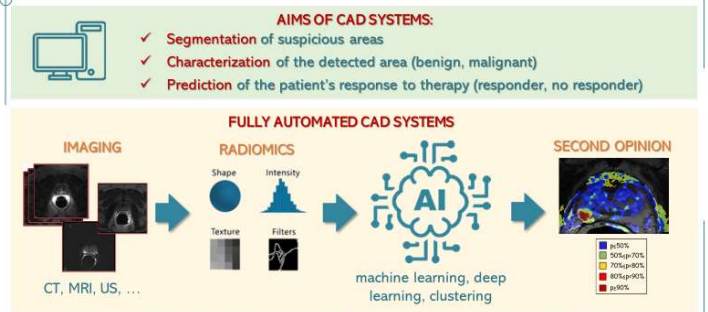 AIMS OF CAD SYSTEMS:
✓ Segmentation of suspicious areas
✓ Characterization of the detected area (benign, malignant)
✓ Prediction of the patient's response to therapy (responder, no responder)
FULLY AUTOMATED CAD SYSTEMS
IMAGING
RADIOMICS
SECOND OPINION
Shape
Intensity
Texture
Filters
AI
CT, MRI, US, ...
machine learning, deep
learning, clustering
p≤50%
50%≤p<70%
70%≤p<80%
80%≤p<90%
p≥90%